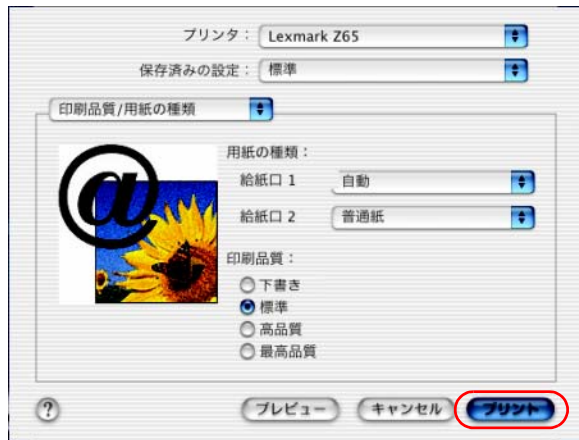 プリンタ： Lexmark Z65
保存済みの設定： 標準
印刷品質/用紙の種類
用紙の種類：
給紙口 1 自動
給紙口 2 普通紙
印刷品質：
下書き
標準
高品質
最高品質
? プレビュー キャンセル プリント